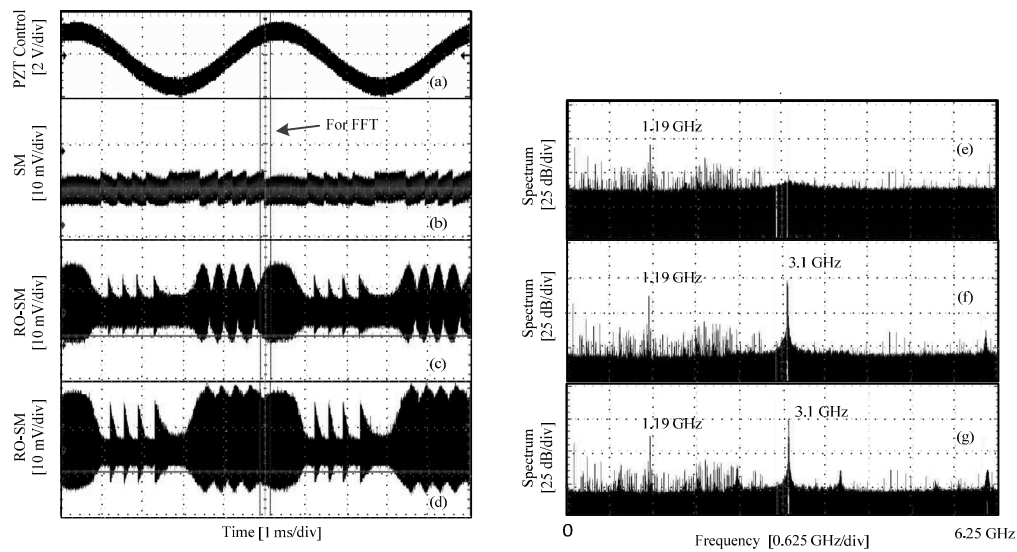 PZT Control
[2 V/div]
(a)
For FFT
SM
[10 mV/div]
(b)
RO-SM
[10 mV/div]
(c)
RO-SM
[10 mV/div]
(d)
Time [1 ms/div]
1.19 GHz
(e)
Spectrum
[25 dB/div]
3.1 GHz
1.19 GHz
(f)
Spectrum
[25 dB/div]
3.1 GHz
1.19 GHz
(g)
Spectrum
[25 dB/div]
0
6.25 GHz
Frequency [0.625 GHz/div]